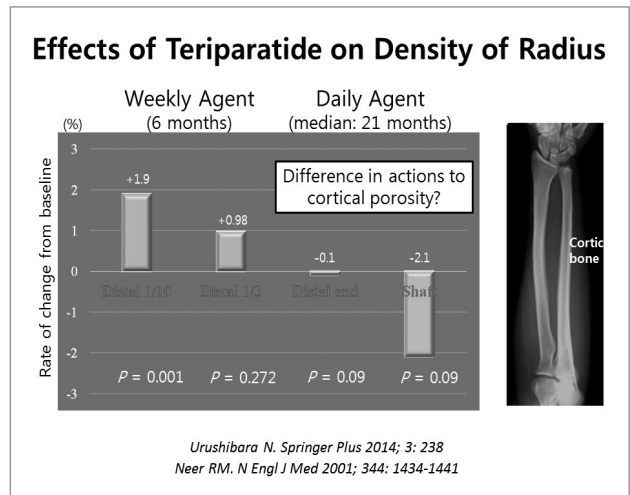 Effects of Teriparatide on Density of Radius
Weekly Agent
(6 months)
Daily Agent
(median: 21 months)
(%)
Rate of change from baseline
3
2
1
0
-1
-2
-3
Difference in actions to
cortical porosity?
+1.9
+0.98
-0.1
-2.1
Distal 1/10
Distal 1/3
Distal end
Shaft
P = 0.001
P = 0.272
P = 0.09
P = 0.09
Cortic
bone
Urushibara N. Springer Plus 2014; 3: 238
Neer RM. N Engl J Med 2001; 344: 1434-1441